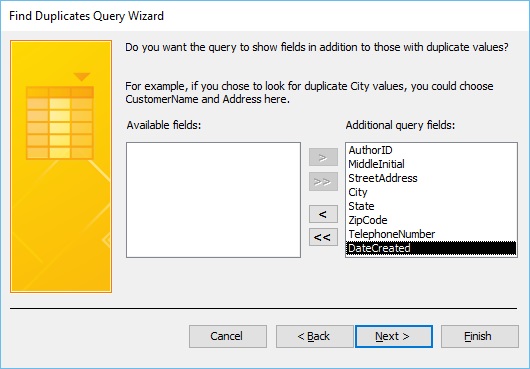 Find Duplicates Query Wizard
Do you want the query to show fields in addition to those with duplicate values?
For example, if you chose to look for duplicate City values, you could choose
CustomerName and Address here.
Available fields:
Additional query fields:
>
>>
<
<<
AuthorID
MiddleInitial
StreetAddress
City
State
ZipCode
TelephoneNumber
DateCreated
Cancel
< Back
Next >
Finish